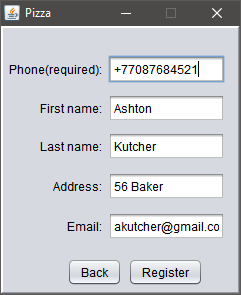 Pizza
Phone(required): +77087684521
First name: Ashton
Last name: Kutcher
Address: 56 Baker
Email: akutcher@gmail.co
Back Register